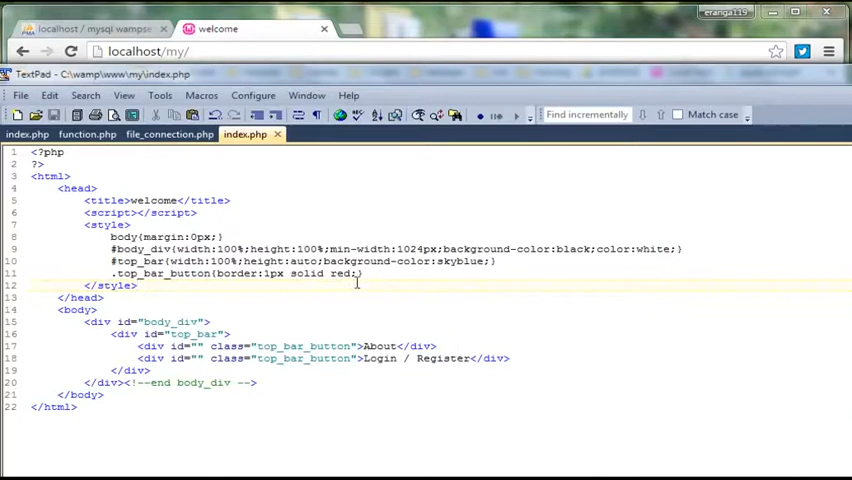 eranga119
localhost / mysql wampse
welcome
localhost/my/
TextPad - C:\wamp\www\my\index.php
File Edit Search View Tools Macros Configure Window Help
Find incrementally
Match case
index.php function.php file_connection.php index.php
1 <?php
2 ?>
3 <html>
4 <head>
5 <title>welcome</title>
6 <script></script>
7 <style>
8 body{margin:0px;}
9 #body_div{width:100%;height:100%;min-width:1024px;background-color:black;color:white;}
10 #top_bar{width:100%;height:auto;background-color:skyblue;}
11 .top_bar_button{border:1px solid red;}
12 </style>
13 </head>
14 <body>
15 <div id="body_div">
16 <div id="top_bar">
17 <div id="" class="top_bar_button">About</div>
18 <div id="" class="top_bar_button">Login / Register</div>
19 </div>
20 </div><!--end body_div -->
21 </body>
22 </html>